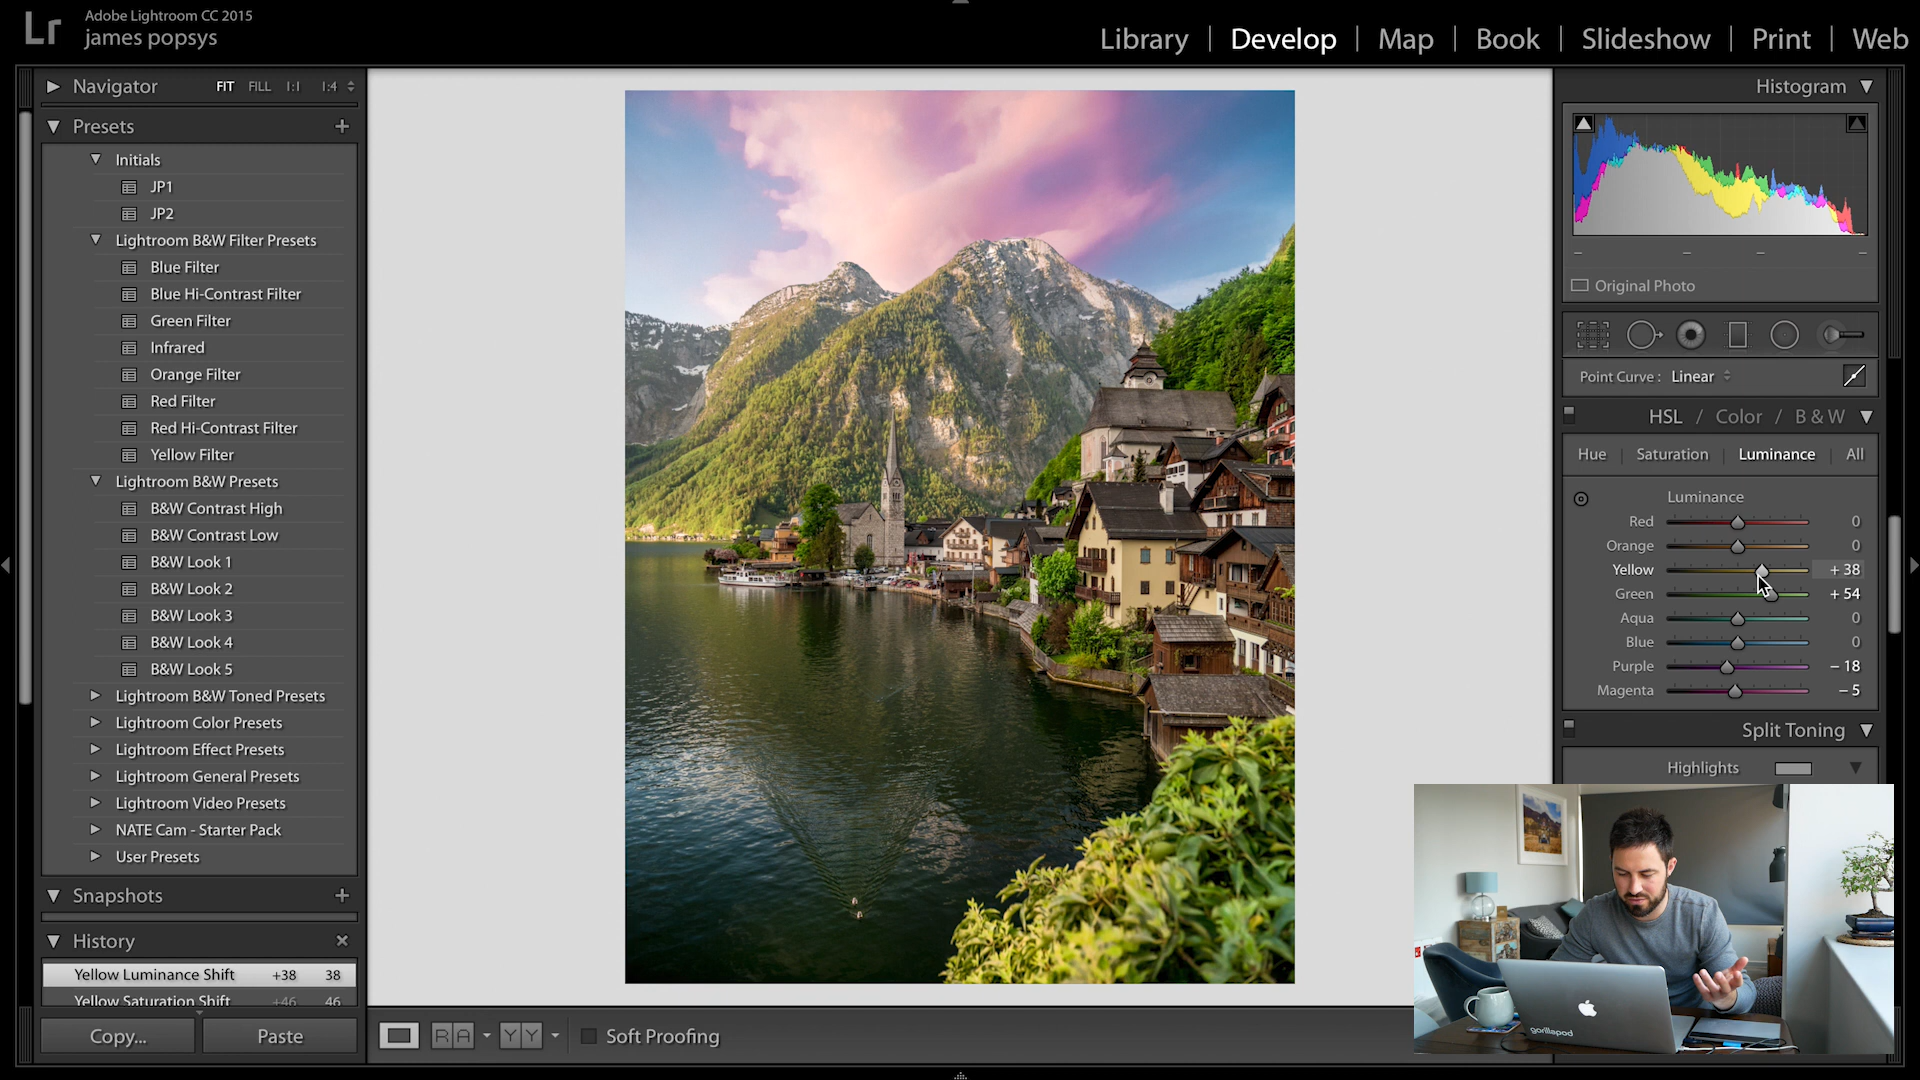 Lr
Adobe Lightroom CC 2015
james popsys
Library | Develop | Map | Book | Slideshow | Print | Web
Navigator FIT FILL 1:1 1:4
Presets +
Initials
JP1
JP2
Lightroom B&W Filter Presets
Blue Filter
Blue Hi-Contrast Filter
Green Filter
Infrared
Orange Filter
Red Filter
Red Hi-Contrast Filter
Yellow Filter
Lightroom B&W Presets
B&W Contrast High
B&W Contrast Low
B&W Look 1
B&W Look 2
B&W Look 3
B&W Look 4
B&W Look 5
Lightroom B&W Toned Presets
Lightroom Color Presets
Lightroom Effect Presets
Lightroom General Presets
Lightroom Video Presets
NATE Cam - Starter Pack
User Presets
Snapshots +
History ×
Yellow Luminance Shift +38 38
Yellow Saturation Shift +46 46
Copy... Paste
R A Y Y Soft Proofing
Histogram
Original Photo
Point Curve : Linear
HSL / Color / B & W
Hue | Saturation | Luminance | All
Luminance
Red 0
Orange 0
Yellow + 38
Green + 54
Aqua 0
Blue 0
Purple – 18
Magenta – 5
Split Toning
Highlights
gorillapod